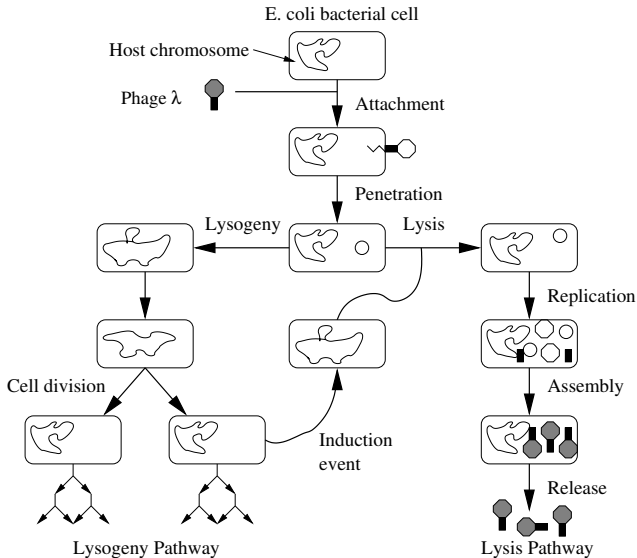 E. coli bacterial cell
Host chromosome
Phage λ
Attachment
Penetration
Lysogeny
Lysis
Replication
Cell division
Assembly
Induction
event
Release
Lysogeny Pathway
Lysis Pathway